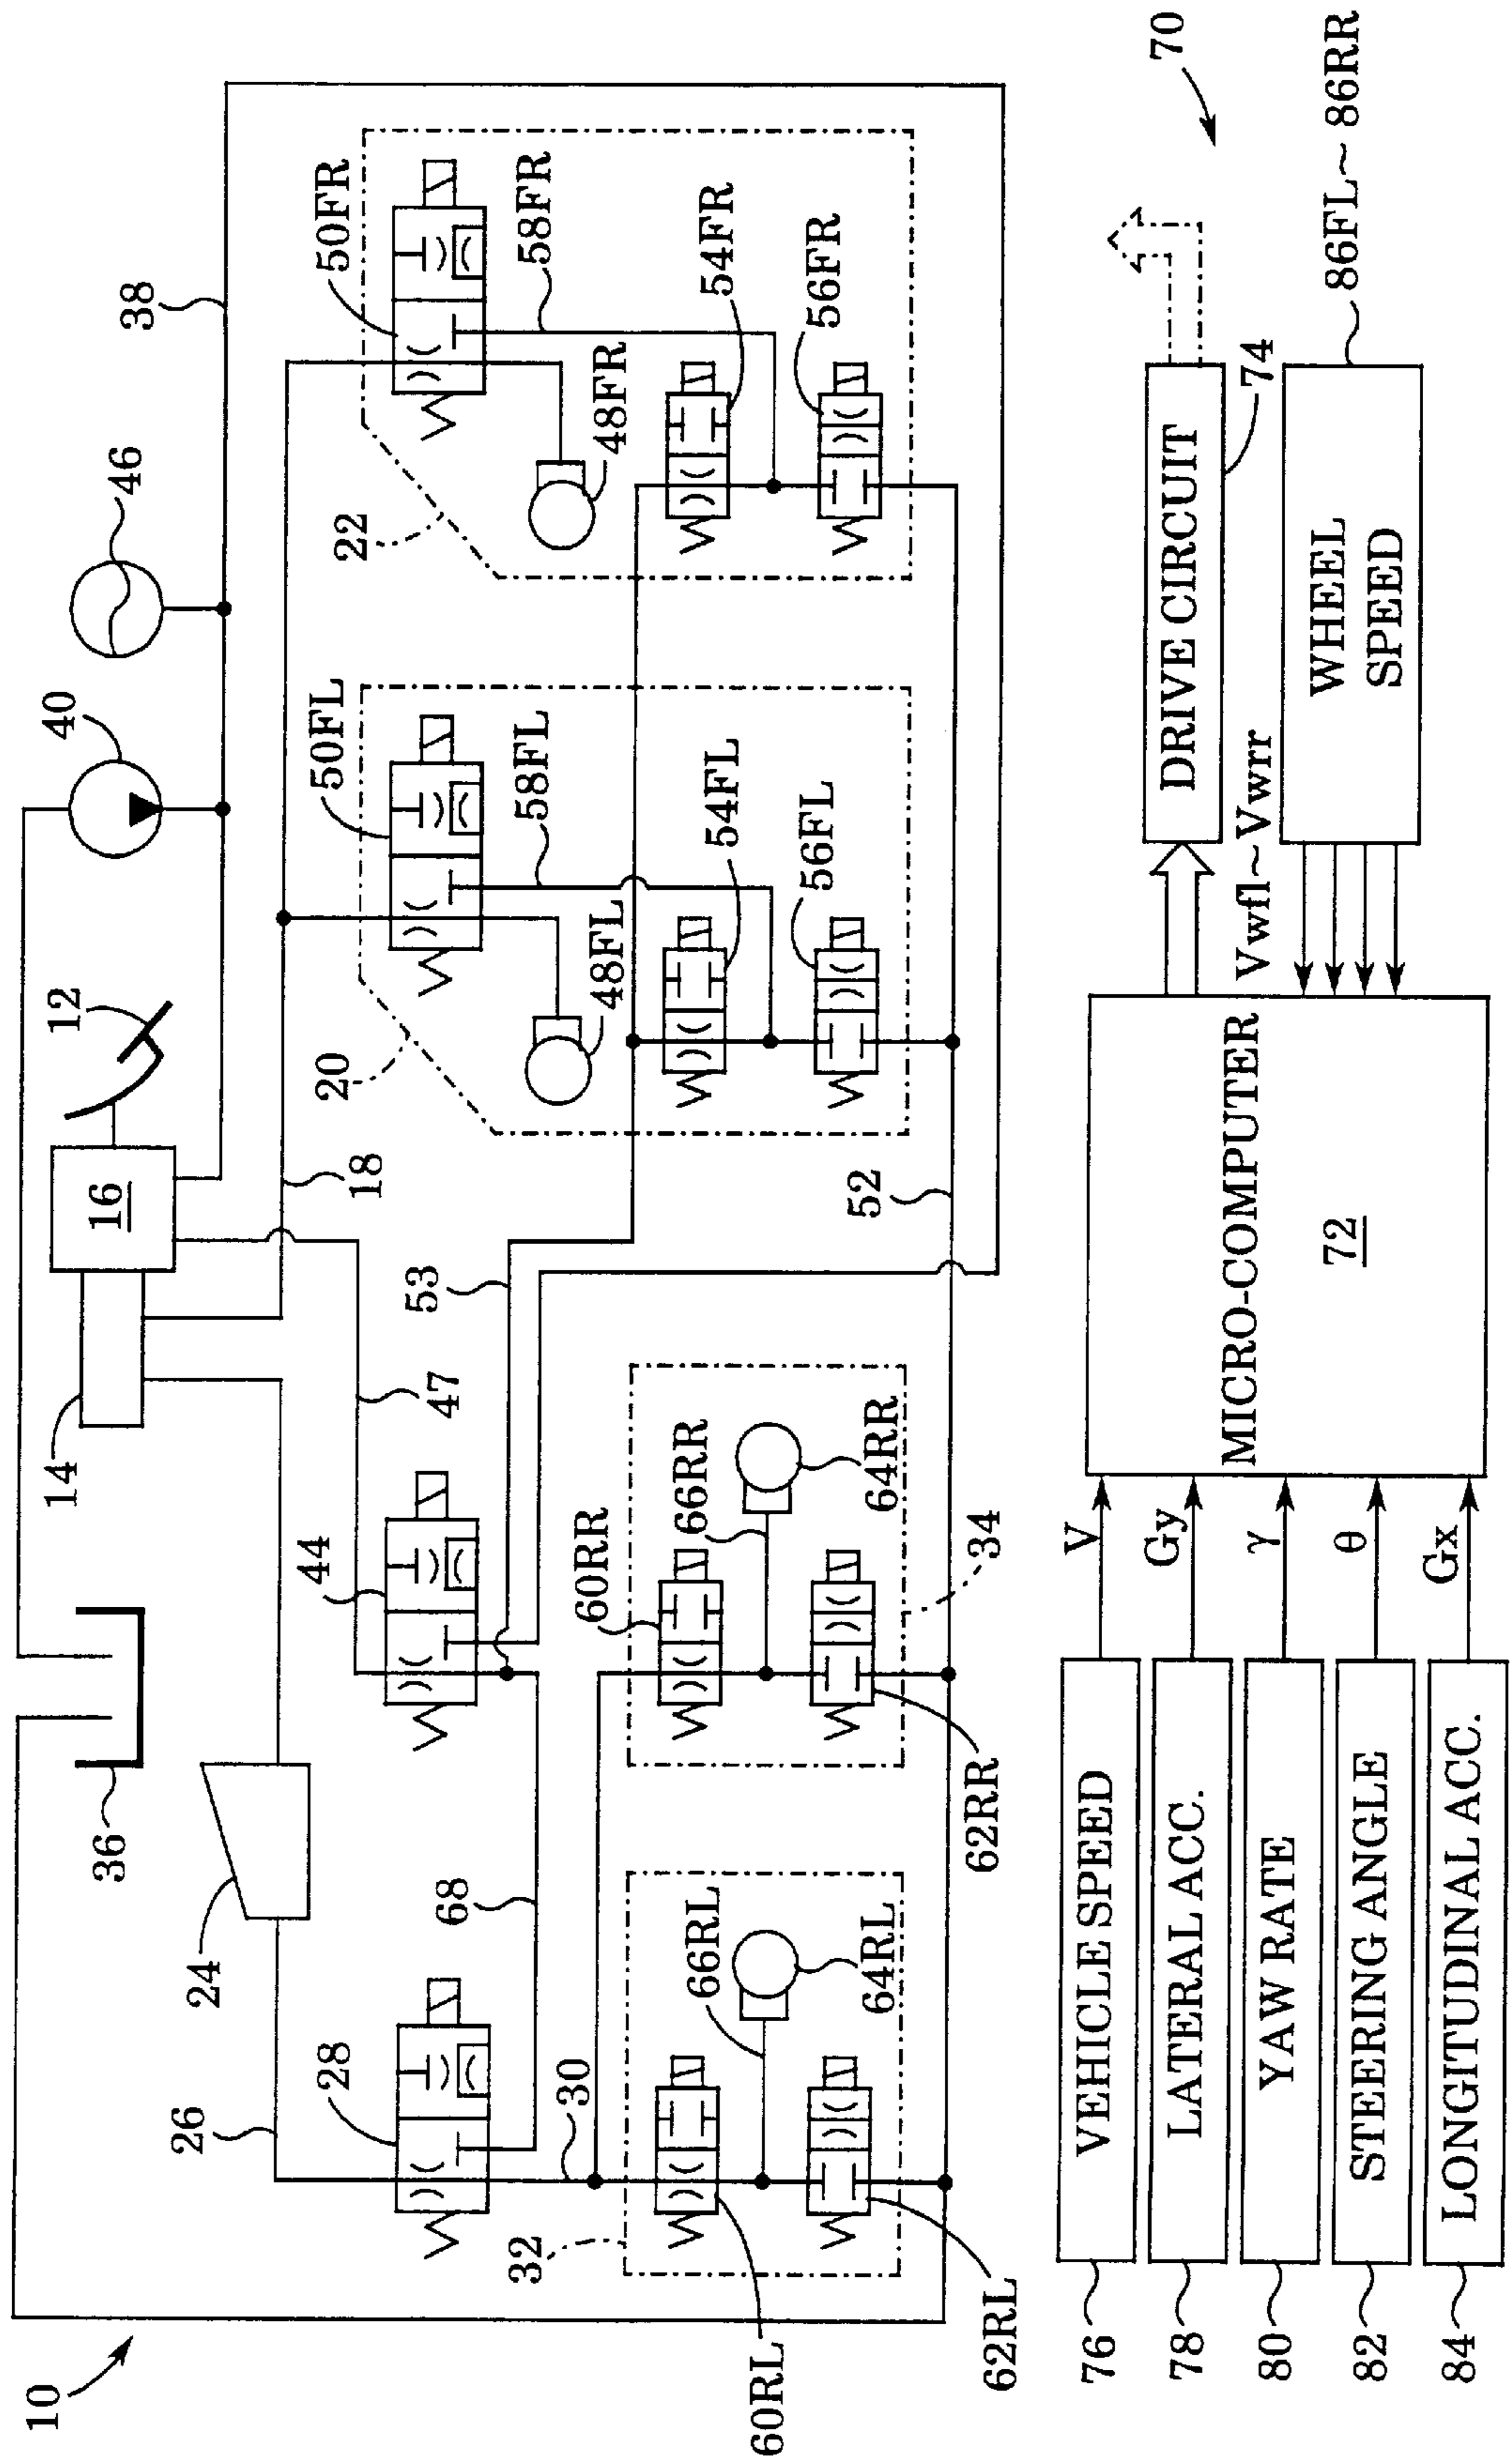 10
36
14
16
12
40
46
38
24
26
28
44
47
18
20
22
50FL
50FR
58FL
58FR
48FL
48FR
54FL
54FR
56FL
56FR
68
53
30
32
60RL
66RL
64RL
62RL
60RR
66RR
64RR
62RR
34
52
70
76
VEHICLE SPEED
V
78
LATERAL ACC.
Gy
80
YAW RATE
γ
82
STEERING ANGLE
θ
84
LONGITUDINAL ACC.
Gx
MICRO-COMPUTER
72
DRIVE CIRCUIT
74
Vwfl~Vwrr
WHEEL
SPEED
86FL~86RR